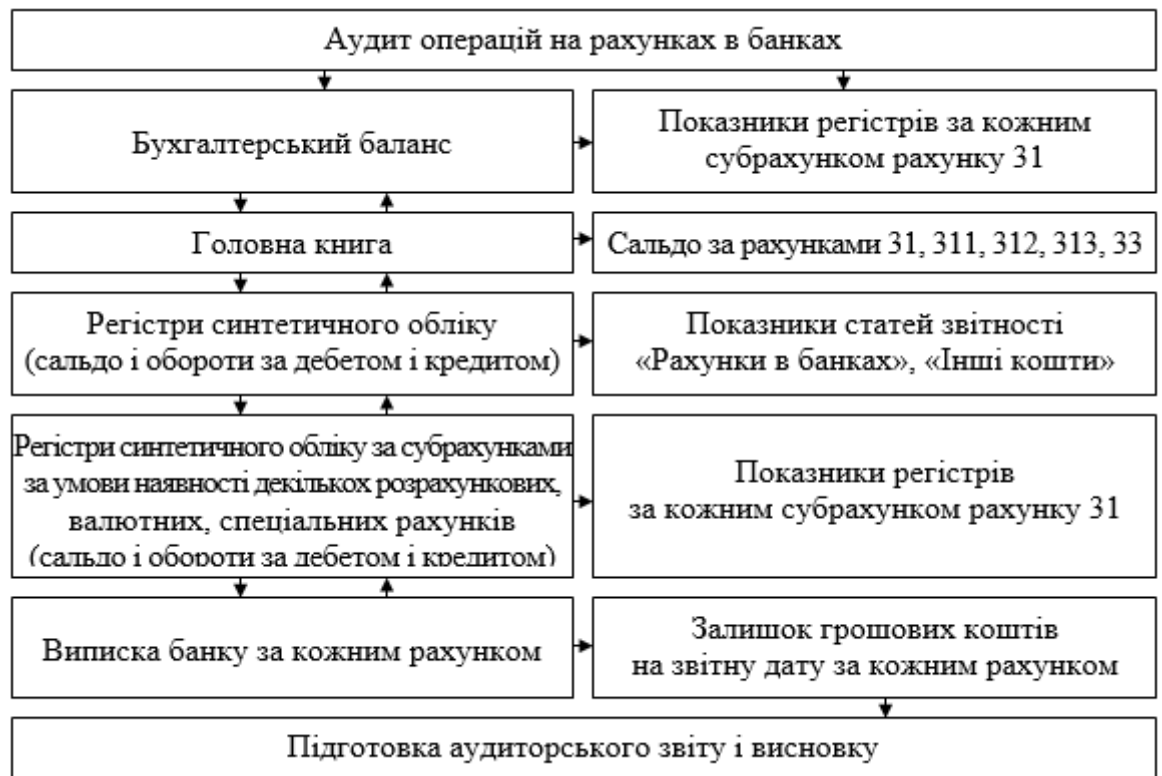 Аудит операцій на рахунках в банках
Бухгалтерський баланс
Показники регістрів за кожним
субрахунком рахунку 31
Головна книга
Сальдо за рахунками 31, 311, 312, 313, 33
Регістри синтетичного обліку
(сальдо і обороти за дебетом і кредитом)
Показники статей звітності
«Рахунки в банках», «Інші кошти»
Регістри синтетичного обліку за субрахунками
за умови наявності декількох розрахункових,
валютних, спеціальних рахунків
(сальдо і обороти за дебетом і кредитом)
Показники регістрів
за кожним субрахунком рахунку 31
Виписка банку за кожним рахунком
Залишок грошових коштів
на звітну дату за кожним рахунком
Підготовка аудиторського звіту і висновку